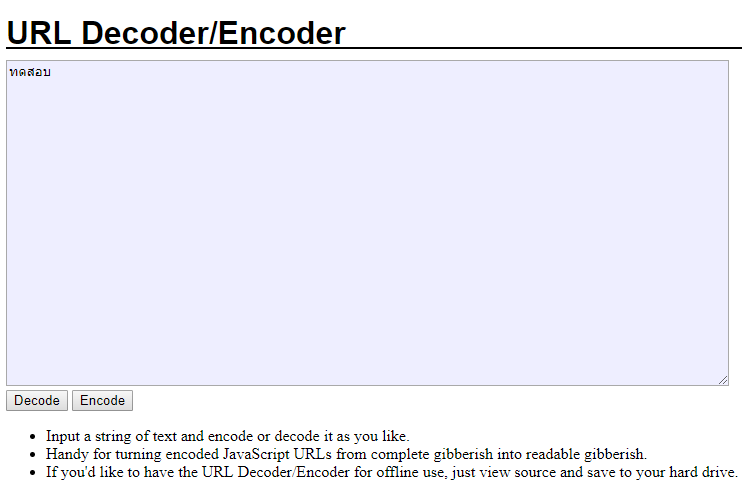 URL Decoder/Encoder
ทดสอบ
Decode Encode
Input a string of text and encode or decode it as you like.
Handy for turning encoded JavaScript URLs from complete gibberish into readable gibberish.
If you'd like to have the URL Decoder/Encoder for offline use, just view source and save to your hard drive.